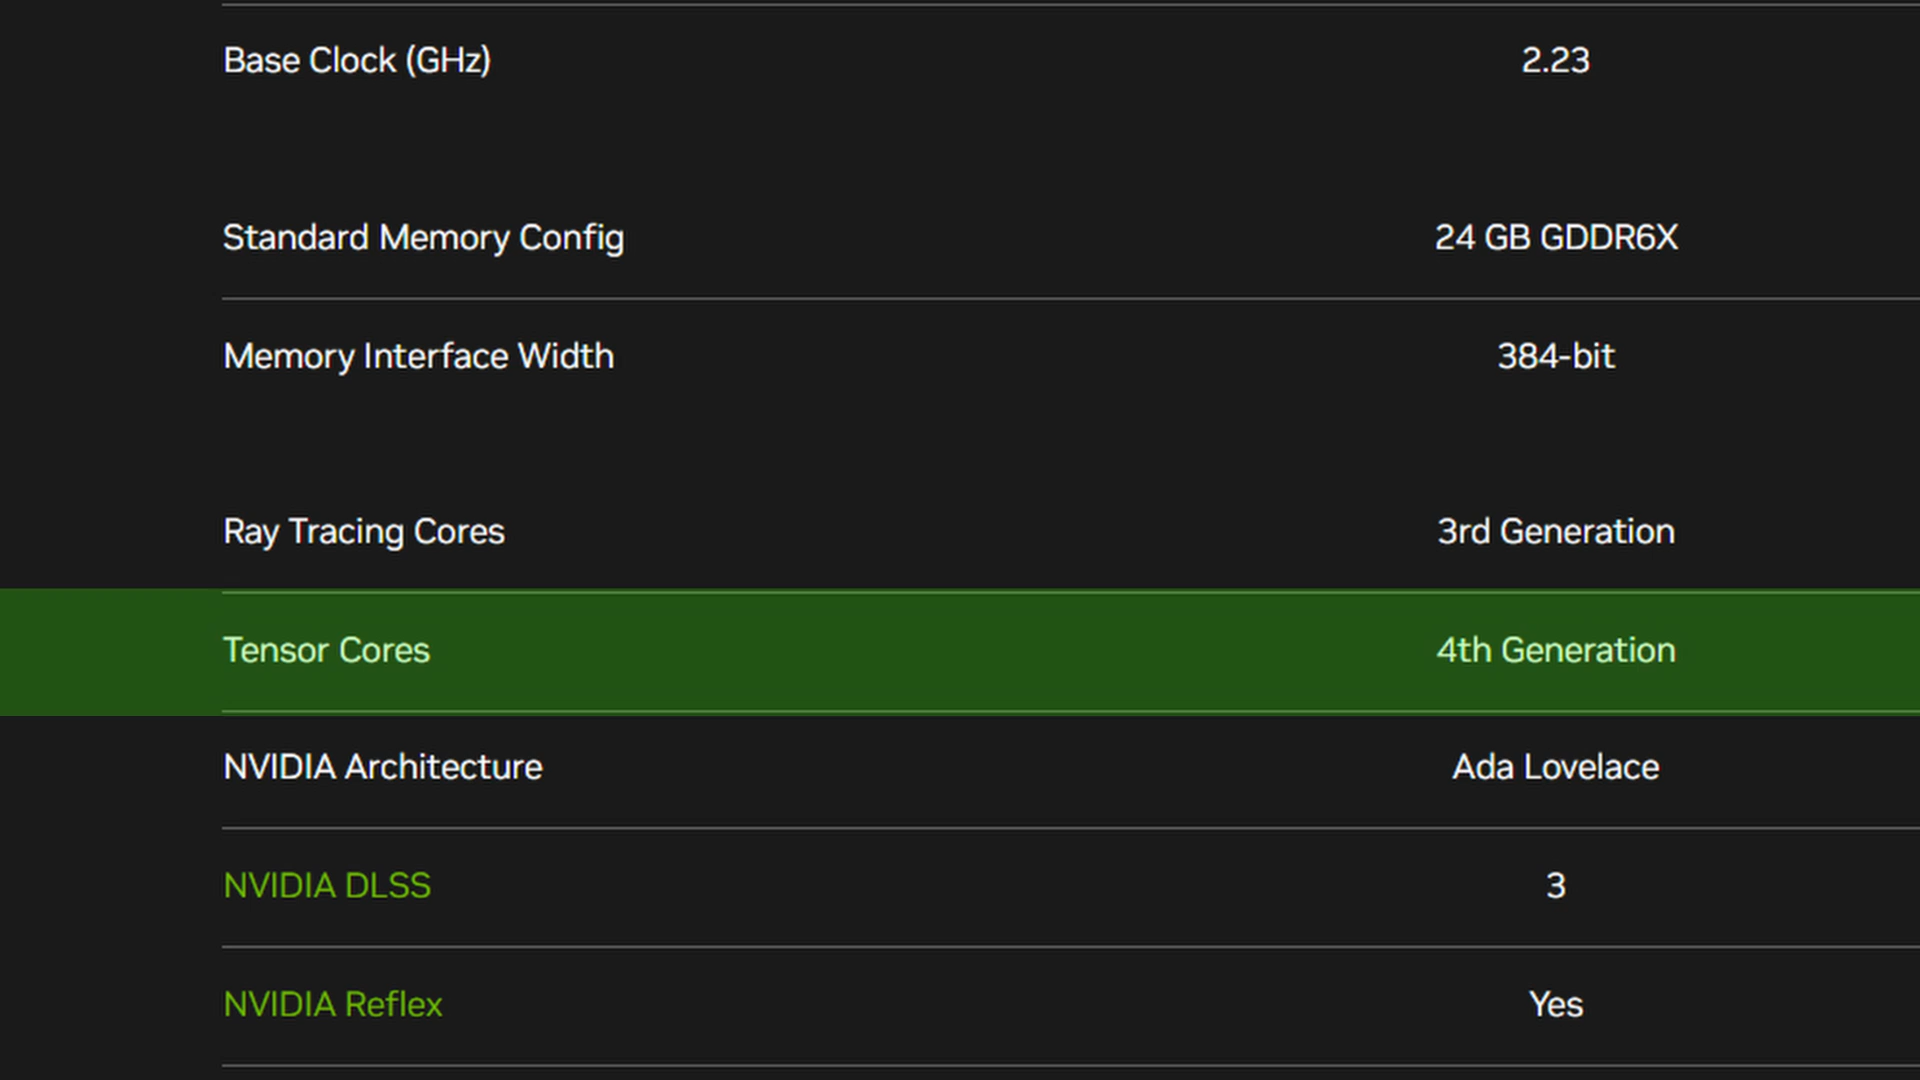 Base Clock (GHz) 2.23
Standard Memory Config 24 GB GDDR6X
Memory Interface Width 384-bit
Ray Tracing Cores 3rd Generation
Tensor Cores 4th Generation
NVIDIA Architecture Ada Lovelace
NVIDIA DLSS 3
NVIDIA Reflex Yes